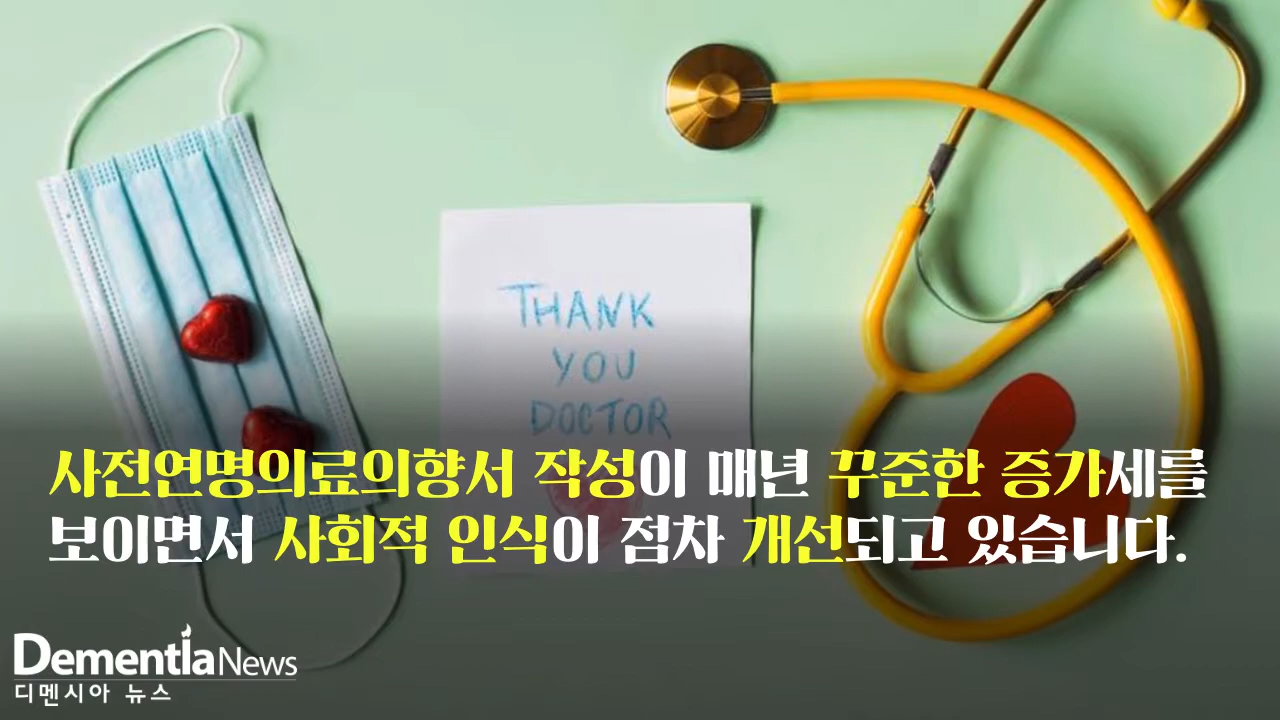 THANK
YOU
DOCTOR
사전연명의료의향서 작성이 매년 꾸준한 증가세를
보이면서 사회적 인식이 점차 개선되고 있습니다.
Dementia News
디멘시아 뉴스